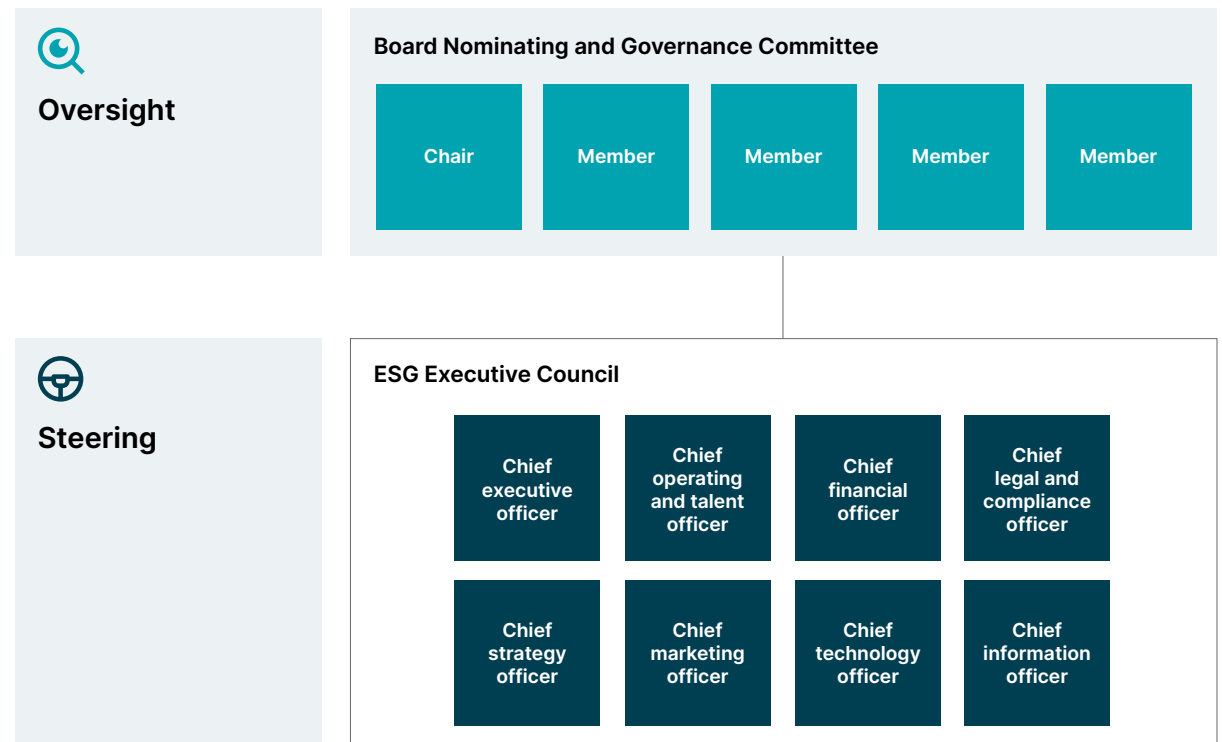 Oversight
Board Nominating and Governance Committee
Chair
Member
Member
Member
Member
Steering
ESG Executive Council
Chief
executive
officer
Chief
operating
and talent
officer
Chief
financial
officer
Chief
legal and
compliance
officer
Chief
strategy
officer
Chief
marketing
officer
Chief
technology
officer
Chief
information
officer